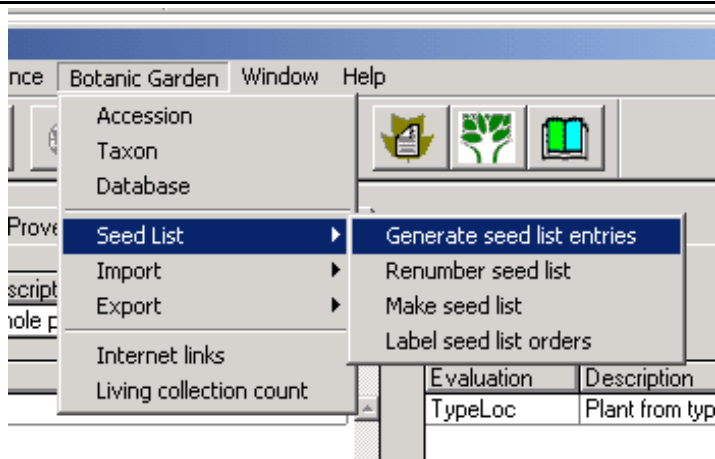 nce Botanic Garden Window Help
Accession
Taxon
Database
Prove
Seed List
Generate seed list entries
script
Import
Renumber seed list
hole p
Export
Make seed list
Label seed list orders
Internet links
Living collection count
Evaluation Description
TypeLoc Plant from typ